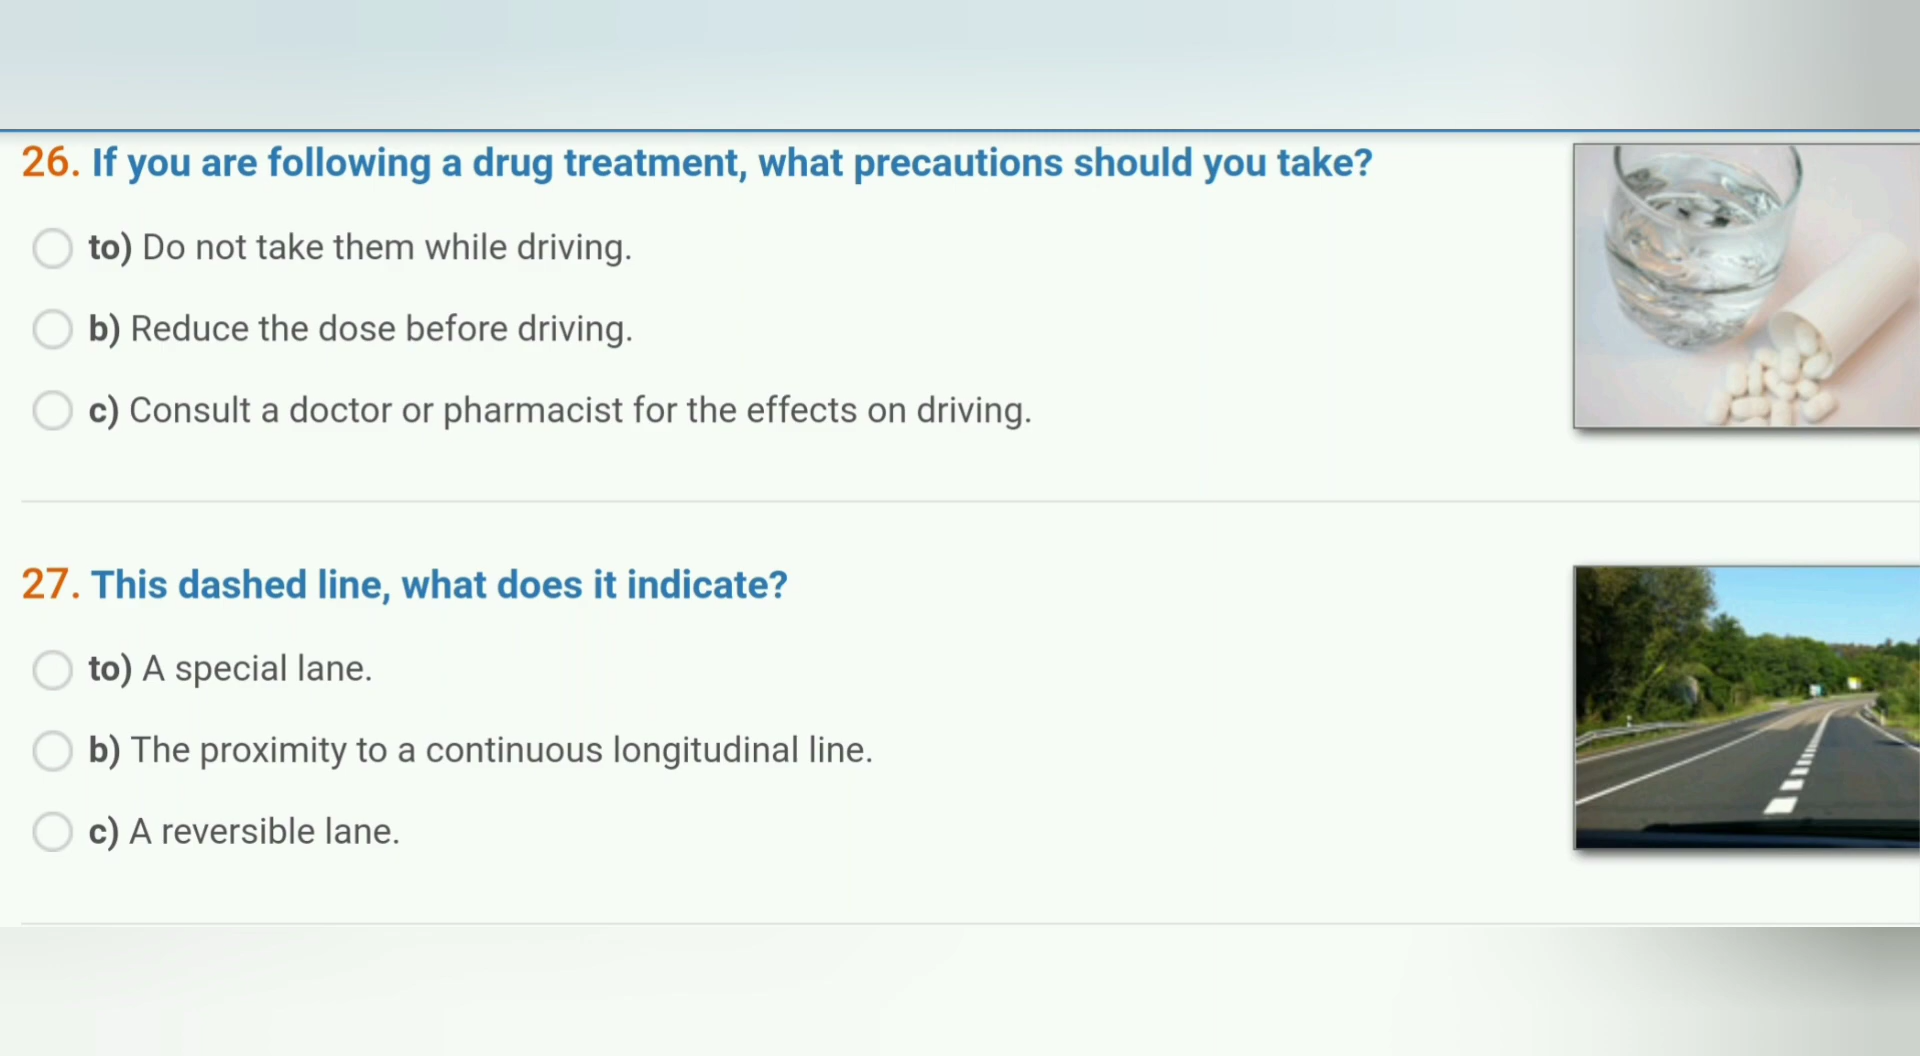 26. If you are following a drug treatment, what precautions should you take?
to) Do not take them while driving.
b) Reduce the dose before driving.
c) Consult a doctor or pharmacist for the effects on driving.
27. This dashed line, what does it indicate?
to) A special lane.
b) The proximity to a continuous longitudinal line.
c) A reversible lane.